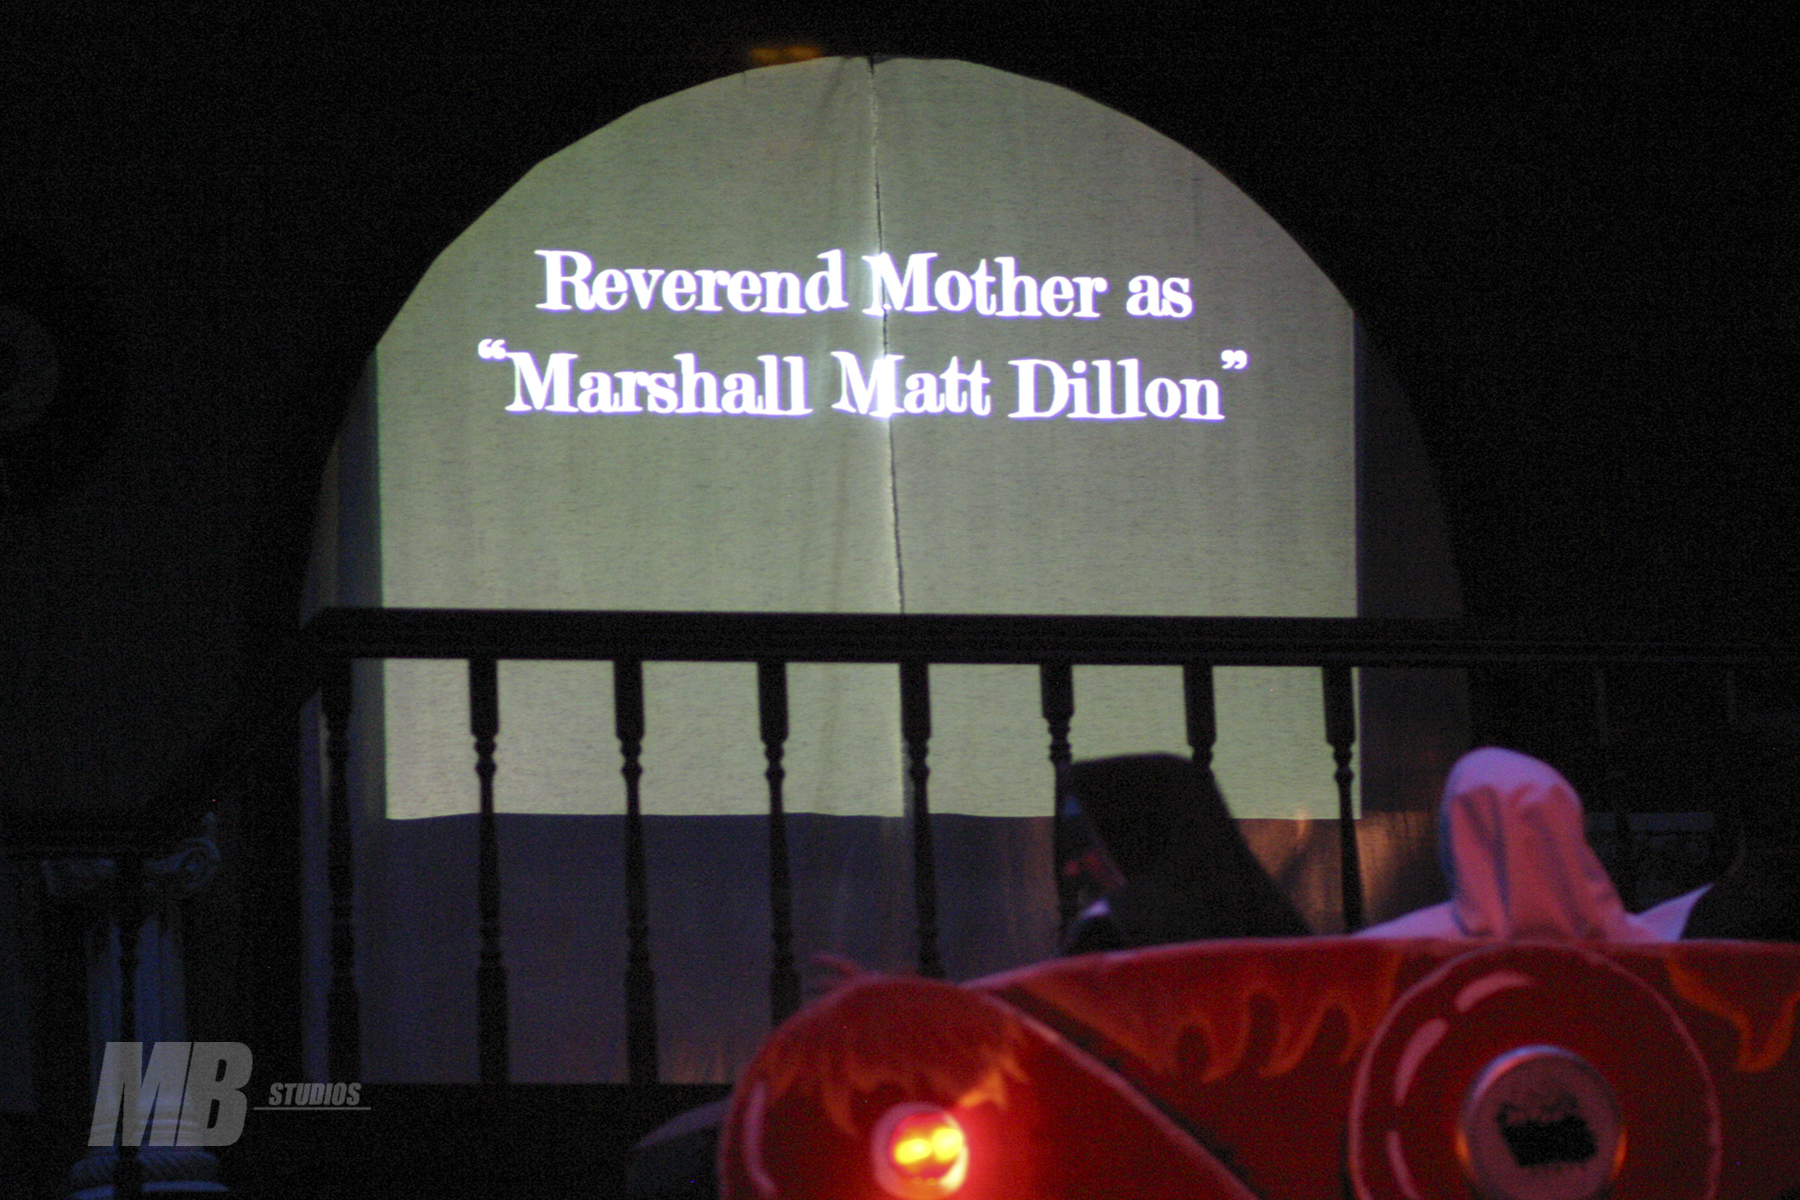 Reverend Mother as
“Marshall Matt Dillon”
MB STUDIOS